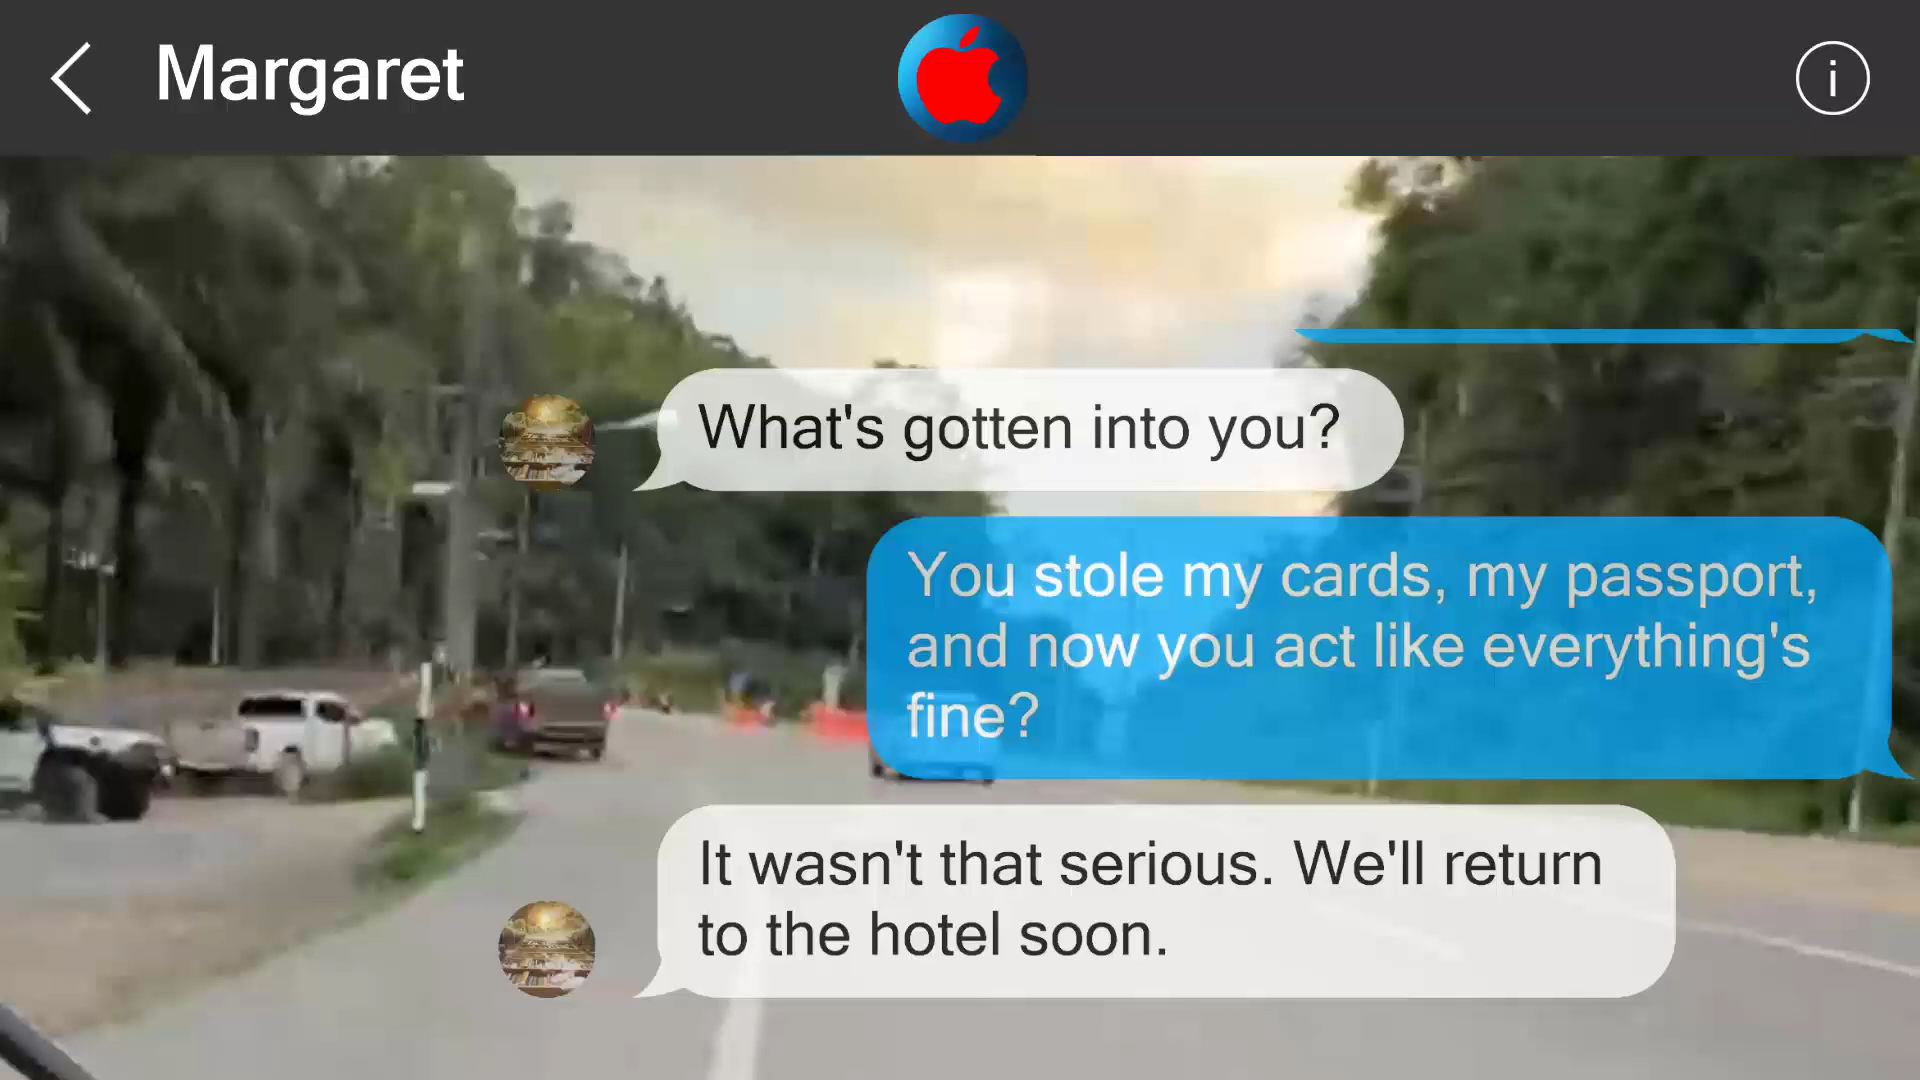 Margaret
i
What's gotten into you?
You stole my cards, my passport,
and now you act like everything's
fine?
It wasn't that serious. We'll return
to the hotel soon.